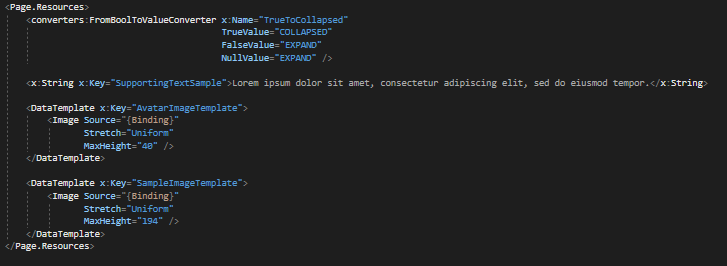 <Page.Resources>
<converters:FromBoolToValueConverter x:Name="TrueToCollapsed"
TrueValue="COLLAPSED"
FalseValue="EXPAND"
NullValue="EXPAND" />
<x:String x:Key="SupportingTextSample">Lorem ipsum dolor sit amet, consectetur adipiscing elit, sed do eiusmod tempor.</x:String>
<DataTemplate x:Key="AvatarImageTemplate">
<Image Source="{Binding}"
Stretch="Uniform"
MaxHeight="40" />
</DataTemplate>
<DataTemplate x:Key="SampleImageTemplate">
<Image Source="{Binding}"
Stretch="Uniform"
MaxHeight="194" />
</DataTemplate>
</Page.Resources>